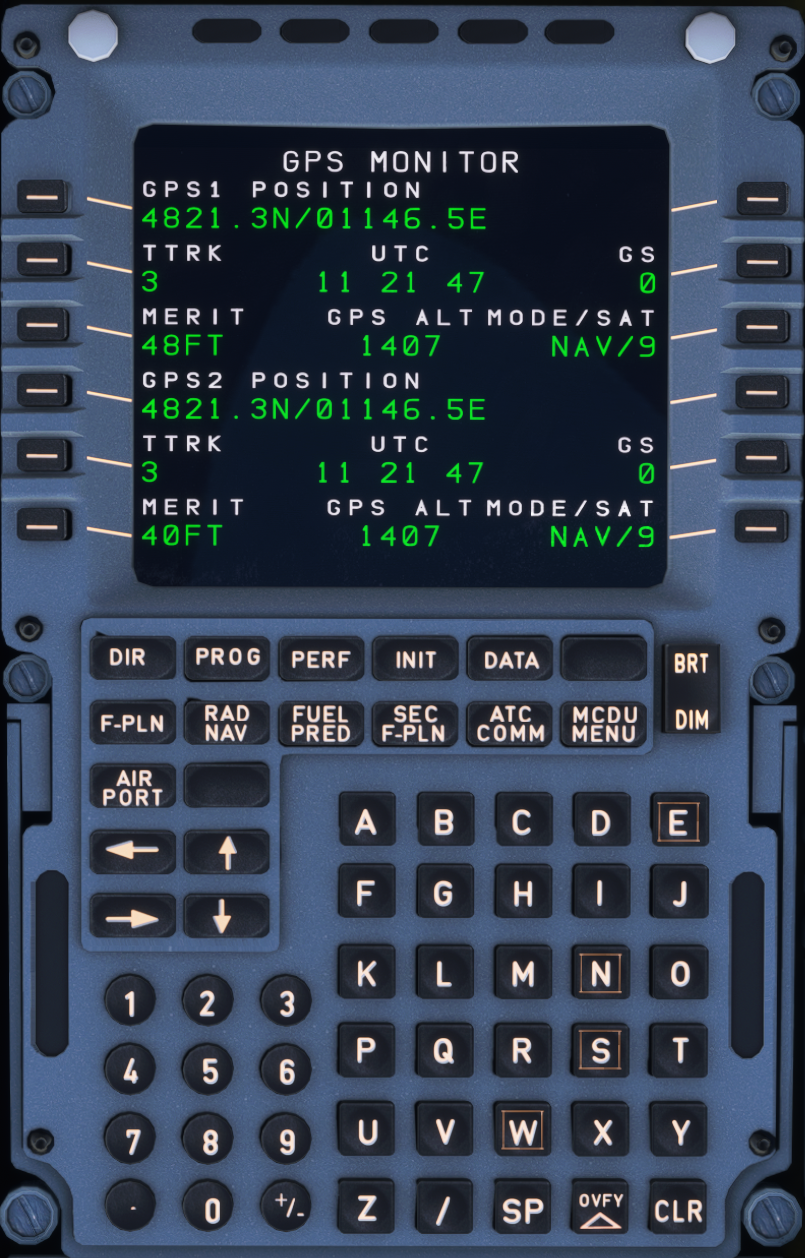 GPS MONITOR
GPS1 POSITION
4821.3N/01146.5E
TTRK UTC GS
3 11 21 47 0
MERIT GPS ALT MODE/SAT
48FT 1407 NAV/9
GPS2 POSITION
4821.3N/01146.5E
TTRK UTC GS
3 11 21 47 0
MERIT GPS ALT MODE/SAT
40FT 1407 NAV/9
DIR PROG PERF INIT DATA BRT
F-PLN RAD NAV FUEL PRED SEC F-PLN ATC COMM MCDU MENU DIM
AIR PORT
← ↑
→ ↓
A B C D E
F G H I J
K L M N O
P Q R S T
U V W X Y
Z / SP OVFY CLR
1 2 3
4 5 6
7 8 9
. 0 +/-